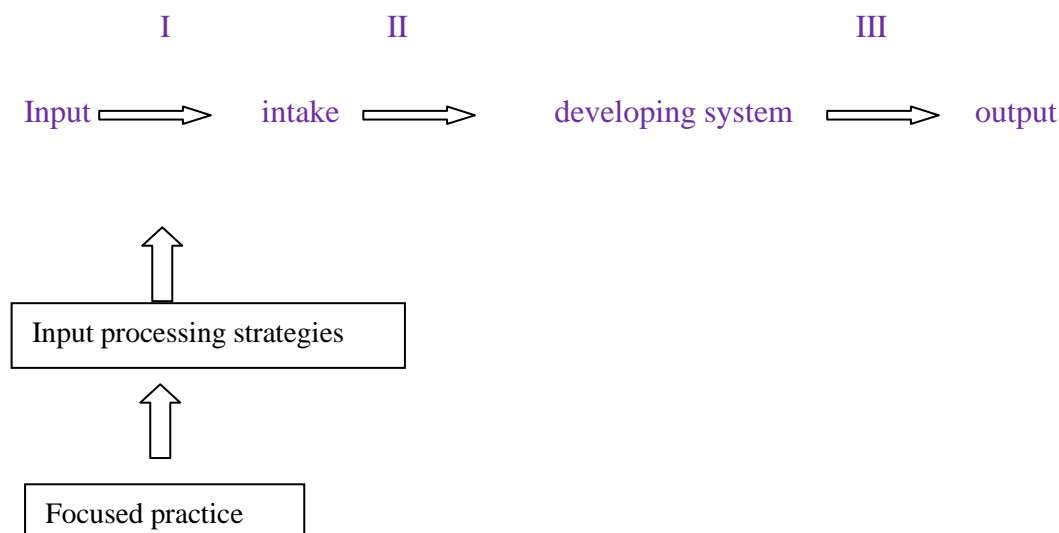 I II III
Input intake developing system output
Input processing strategies
Focused practice